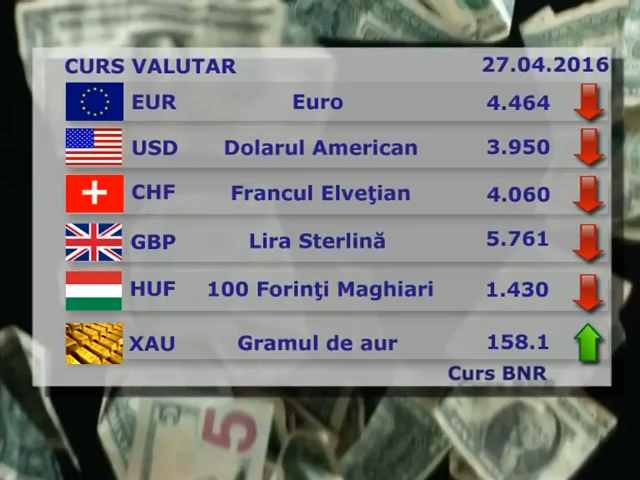 CURS VALUTAR 27.04.2016
EUR Euro 4.464
USD Dolarul American 3.950
CHF Francul Elveţian 4.060
GBP Lira Sterlină 5.761
HUF 100 Forinţi Maghiari 1.430
XAU Gramul de aur 158.1
Curs BNR
5